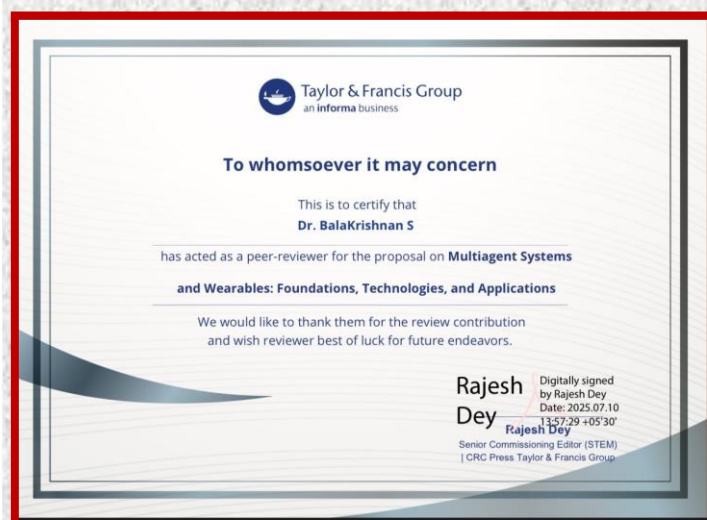 Taylor & Francis Group
an informa business
To whomsoever it may concern
This is to certify that
Dr. BalaKrishnan S
has acted as a peer-reviewer for the proposal on Multiagent Systems
and Wearables: Foundations, Technologies, and Applications
We would like to thank them for the review contribution
and wish reviewer best of luck for future endeavors.
Rajesh
Dey
Digitally signed
by Rajesh Dey
Date: 2025.07.10
13:57:29 +05'30'
Rajesh Dey
Senior Commissioning Editor (STEM)
| CRC Press Taylor & Francis Group